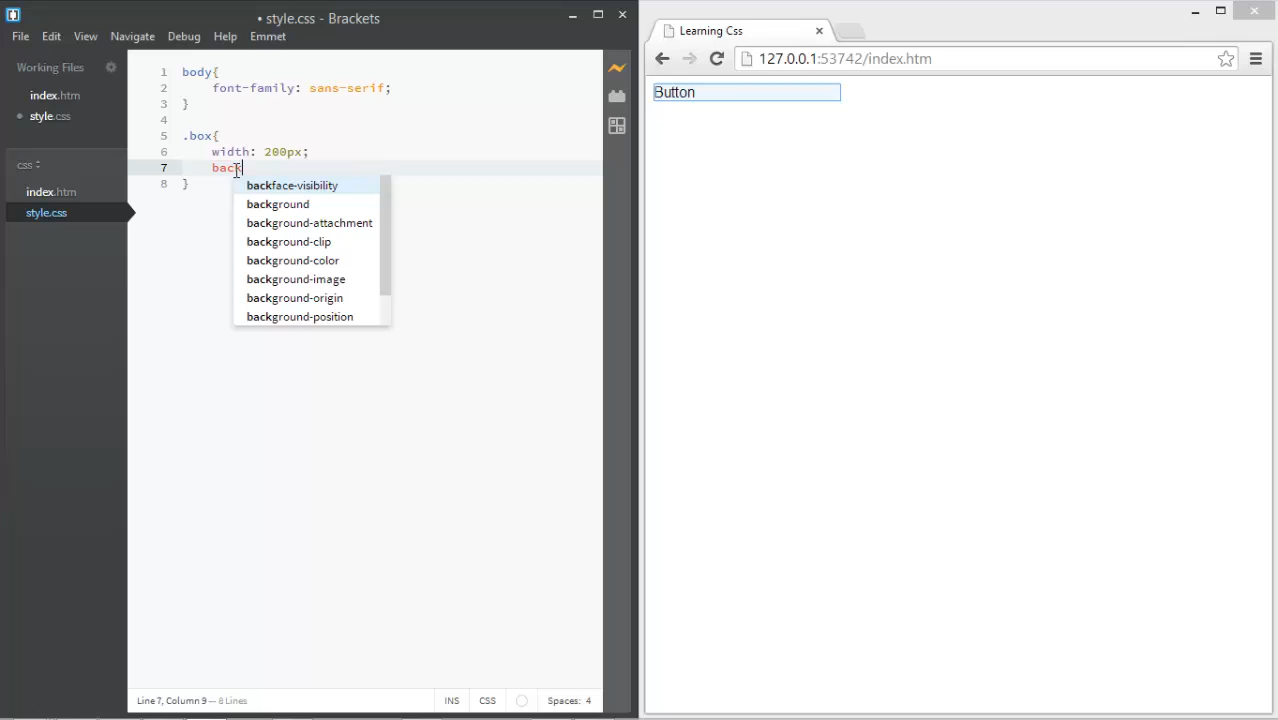 • style.css - Brackets
File Edit View Navigate Debug Help Emmet
Working Files
index.htm
style.css
css
index.htm
style.css
1 body{
2 font-family: sans-serif;
3 }
4
5 .box{
6 width: 200px;
7 back
8 }
backface-visibility
background
background-attachment
background-clip
background-color
background-image
background-origin
background-position
Line 7, Column 9 — 8 Lines
INS CSS Spaces: 4
Learning Css
127.0.0.1:53742/index.htm
Button